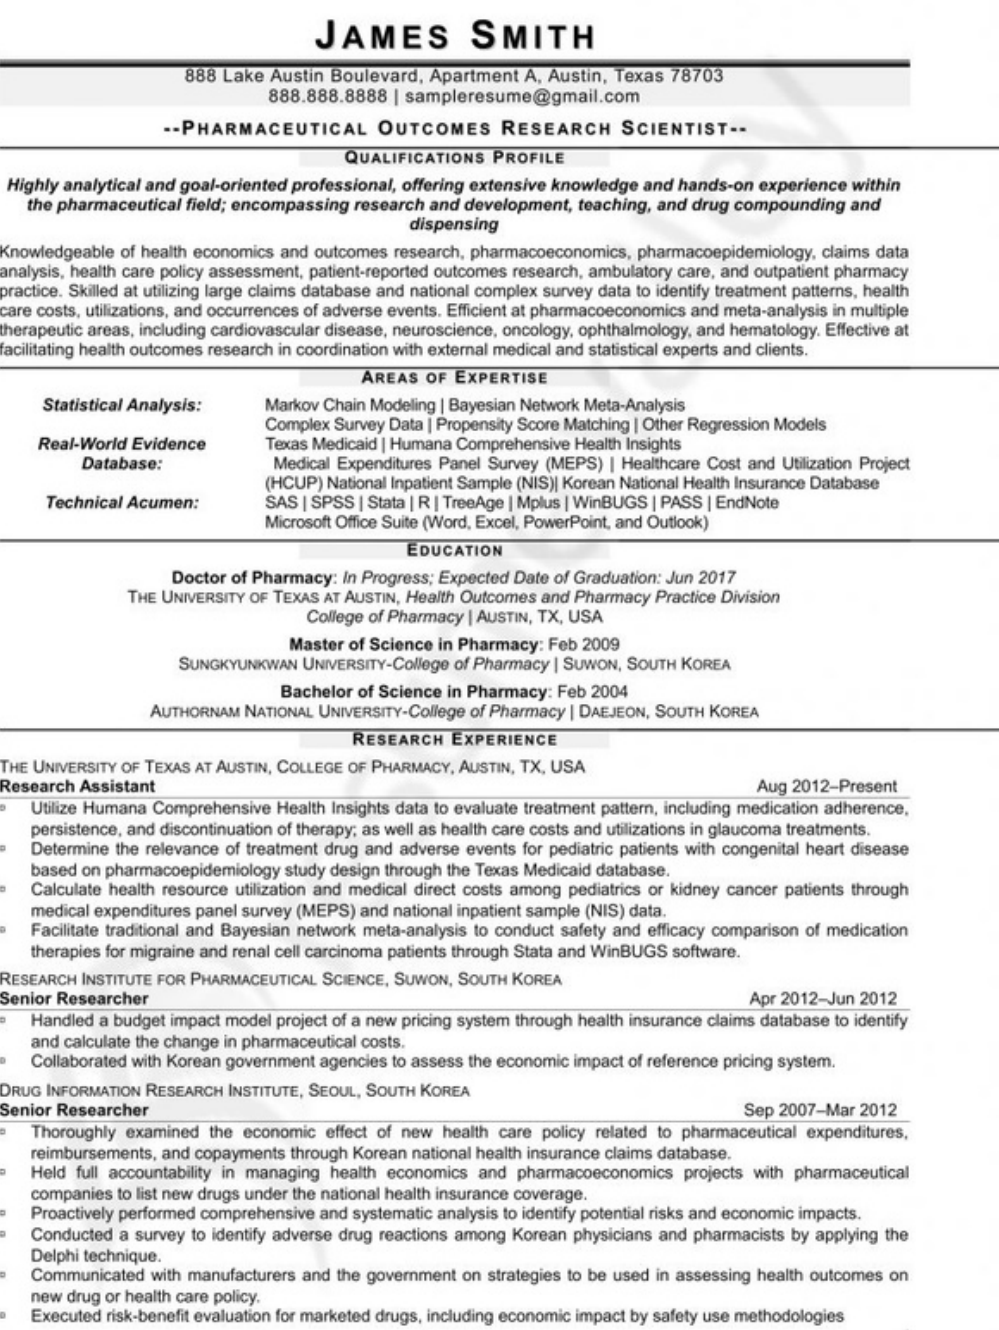 JAMES SMITH
888 Lake Austin Boulevard, Apartment A, Austin, Texas 78703
888.888.8888 | sampleresume@gmail.com
--PHARMACEUTICAL OUTCOMES RESEARCH SCIENTIST--
QUALIFICATIONS PROFILE
Highly analytical and goal-oriented professional, offering extensive knowledge and hands-on experience within
the pharmaceutical field; encompassing research and development, teaching, and drug compounding and
dispensing
Knowledgeable of health economics and outcomes research, pharmacoeconomics, pharmacoepidemiology, claims data
analysis, health care policy assessment, patient-reported outcomes research, ambulatory care, and outpatient pharmacy
practice. Skilled at utilizing large claims database and national complex survey data to identify treatment patterns, health
care costs, utilizations, and occurrences of adverse events. Efficient at pharmacoeconomics and meta-analysis in multiple
therapeutic areas, including cardiovascular disease, neuroscience, oncology, ophthalmology, and hematology. Effective at
facilitating health outcomes research in coordination with external medical and statistical experts and clients.
AREAS OF EXPERTISE
Statistical Analysis: Markov Chain Modeling | Bayesian Network Meta-Analysis
Complex Survey Data | Propensity Score Matching | Other Regression Models
Real-World Evidence Texas Medicaid | Humana Comprehensive Health Insights
Database: Medical Expenditures Panel Survey (MEPS) | Healthcare Cost and Utilization Project
(HCUP) National Inpatient Sample (NIS)| Korean National Health Insurance Database
Technical Acumen: SAS | SPSS | Stata | R | TreeAge | Mplus | WinBUGS | PASS | EndNote
Microsoft Office Suite (Word, Excel, PowerPoint, and Outlook)
EDUCATION
Doctor of Pharmacy: In Progress; Expected Date of Graduation: Jun 2017
THE UNIVERSITY OF TEXAS AT AUSTIN, Health Outcomes and Pharmacy Practice Division
College of Pharmacy | AUSTIN, TX, USA
Master of Science in Pharmacy: Feb 2009
SUNGKYUNKWAN UNIVERSITY-College of Pharmacy | SUWON, SOUTH KOREA
Bachelor of Science in Pharmacy: Feb 2004
AUTHORNAM NATIONAL UNIVERSITY-College of Pharmacy | DAEJEON, SOUTH KOREA
RESEARCH EXPERIENCE
THE UNIVERSITY OF TEXAS AT AUSTIN, COLLEGE OF PHARMACY, AUSTIN, TX, USA
Research Assistant Aug 2012–Present
▫ Utilize Humana Comprehensive Health Insights data to evaluate treatment pattern, including medication adherence,
persistence, and discontinuation of therapy; as well as health care costs and utilizations in glaucoma treatments.
▫ Determine the relevance of treatment drug and adverse events for pediatric patients with congenital heart disease
based on pharmacoepidemiology study design through the Texas Medicaid database.
▫ Calculate health resource utilization and medical direct costs among pediatrics or kidney cancer patients through
medical expenditures panel survey (MEPS) and national inpatient sample (NIS) data.
▫ Facilitate traditional and Bayesian network meta-analysis to conduct safety and efficacy comparison of medication
therapies for migraine and renal cell carcinoma patients through Stata and WinBUGS software.
RESEARCH INSTITUTE FOR PHARMACEUTICAL SCIENCE, SUWON, SOUTH KOREA
Senior Researcher Apr 2012–Jun 2012
▫ Handled a budget impact model project of a new pricing system through health insurance claims database to identify
and calculate the change in pharmaceutical costs.
▫ Collaborated with Korean government agencies to assess the economic impact of reference pricing system.
DRUG INFORMATION RESEARCH INSTITUTE, SEOUL, SOUTH KOREA
Senior Researcher Sep 2007–Mar 2012
▫ Thoroughly examined the economic effect of new health care policy related to pharmaceutical expenditures,
reimbursements, and copayments through Korean national health insurance claims database.
▫ Held full accountability in managing health economics and pharmacoeconomics projects with pharmaceutical
companies to list new drugs under the national health insurance coverage.
▫ Proactively performed comprehensive and systematic analysis to identify potential risks and economic impacts.
▫ Conducted a survey to identify adverse drug reactions among Korean physicians and pharmacists by applying the
Delphi technique.
▫ Communicated with manufacturers and the government on strategies to be used in assessing health outcomes on
new drug or health care policy.
▫ Executed risk-benefit evaluation for marketed drugs, including economic impact by safety use methodologies